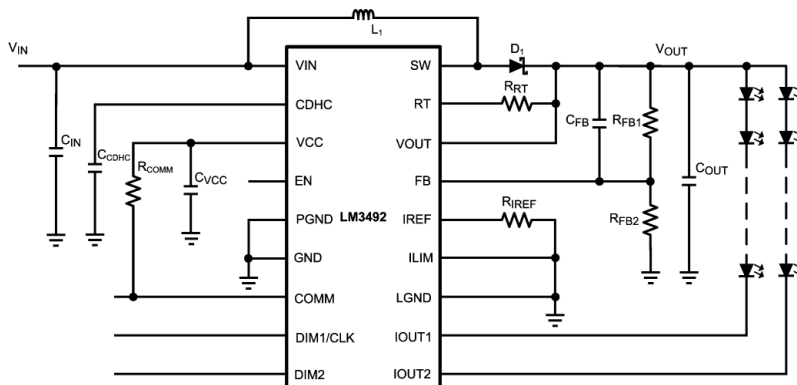 L1
VIN
D1
VOUT
VIN
SW
RRT
CDHC
RT
CIN
CCDHC
RCOMM
CVCC
VCC
VOUT
CFB
RFB1
COUT
EN
FB
RIREF
PGND
LM3492
IREF
RFB2
GND
ILIM
COMM
LGND
DIM1/CLK
IOUT1
DIM2
IOUT2